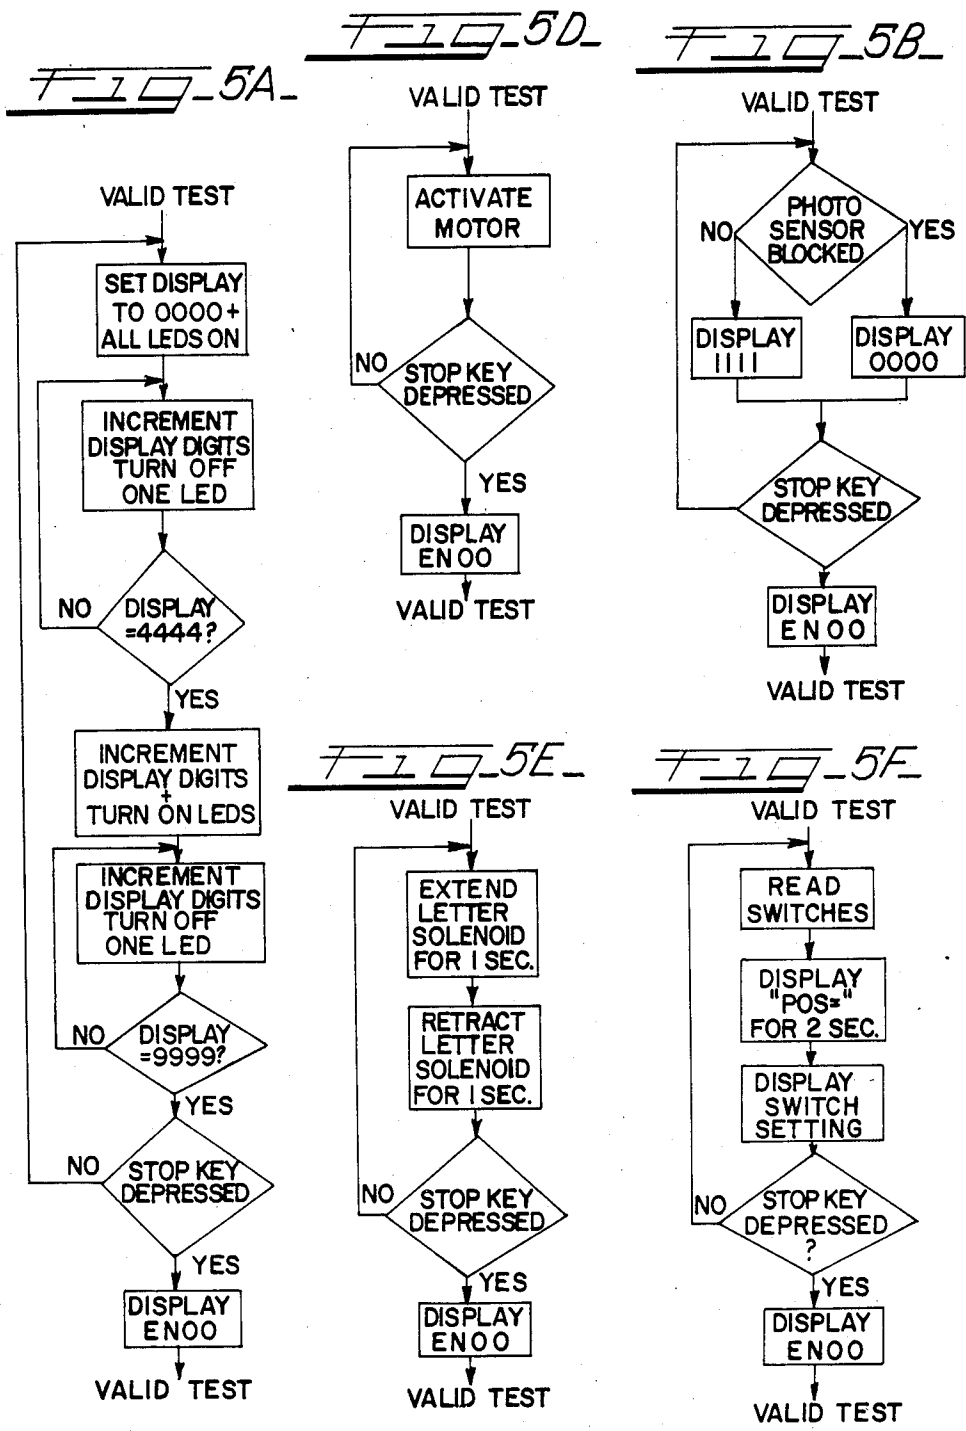 Fig_5A_
VALID TEST
SET DISPLAY
TO 0000+
ALL LEDS ON
INCREMENT
DISPLAY DIGITS
TURN OFF
ONE LED
NO
DISPLAY
=4444?
YES
INCREMENT
DISPLAY DIGITS
+
TURN ON LEDS
INCREMENT
DISPLAY DIGITS
TURN OFF
ONE LED
NO
DISPLAY
=9999?
YES
NO
STOP KEY
DEPRESSED
YES
DISPLAY
EN00
VALID TEST
Fig_5D_
VALID TEST
ACTIVATE
MOTOR
NO
STOP KEY
DEPRESSED
YES
DISPLAY
EN00
VALID TEST
Fig_5B_
VALID TEST
PHOTO
SENSOR
BLOCKED
NO
YES
DISPLAY
1111
DISPLAY
0000
STOP KEY
DEPRESSED
DISPLAY
EN00
VALID TEST
Fig_5E_
VALID TEST
EXTEND
LETTER
SOLENOID
FOR 1 SEC.
RETRACT
LETTER
SOLENOID
FOR 1 SEC.
NO
STOP KEY
DEPRESSED
YES
DISPLAY
EN00
VALID TEST
Fig_5F_
VALID TEST
READ
SWITCHES
DISPLAY
"POS="
FOR 2 SEC.
DISPLAY
SWITCH
SETTING
NO
STOP KEY
DEPRESSED
?
YES
DISPLAY
EN00
VALID TEST